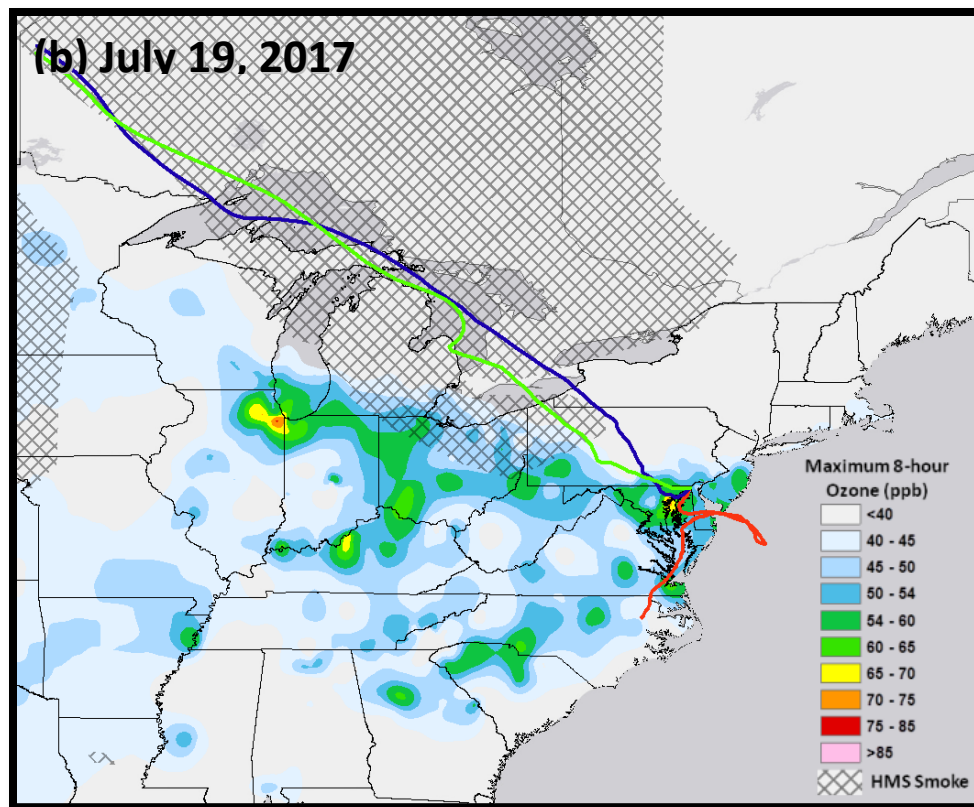 (b) July 19, 2017
Maximum 8-hour
Ozone (ppb)
<40
40 - 45
45 - 50
50 - 54
54 - 60
60 - 65
65 - 70
70 - 75
75 - 85
>85
HMS Smoke